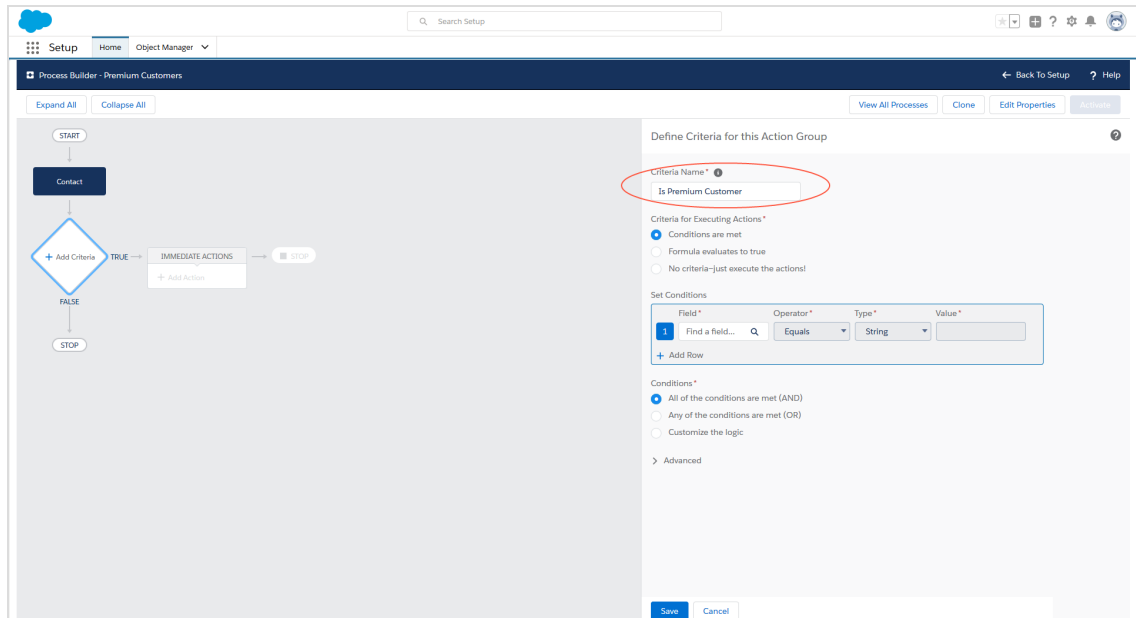 Search Setup
Setup Home Object Manager
Process Builder - Premium Customers
Back To Setup ? Help
Expand All Collapse All View All Processes Clone Edit Properties Activate
START
Contact
+ Add Criteria
TRUE
IMMEDIATE ACTIONS
+ Add Action
STOP
FALSE
STOP
Define Criteria for this Action Group
Criteria Name*
Is Premium Customer
Criteria for Executing Actions*
Conditions are met
Formula evaluates to true
No criteria–just execute the actions!
Set Conditions
Field* Operator* Type* Value*
1 Find a field... Equals String
+ Add Row
Conditions*
All of the conditions are met (AND)
Any of the conditions are met (OR)
Customize the logic
Advanced
Save Cancel